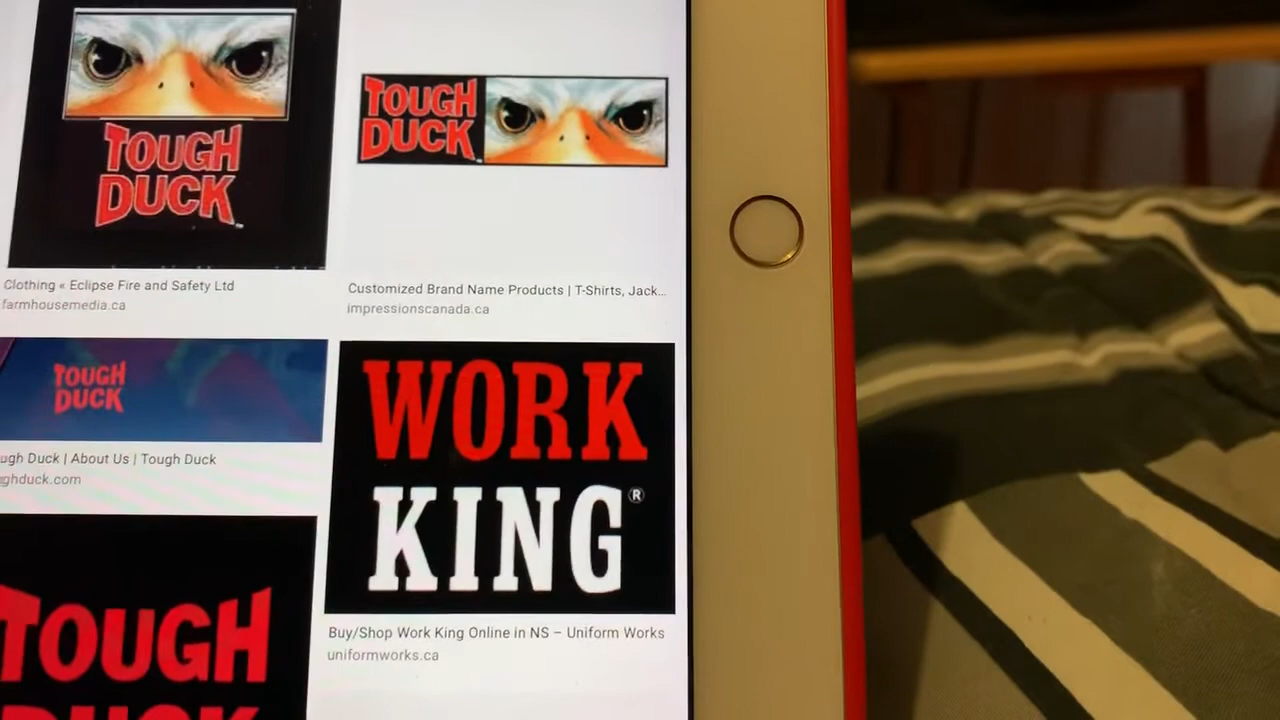 TOUGH
DUCK
™
Clothing « Eclipse Fire and Safety Ltd
farmhousemedia.ca
TOUGH
DUCK
Customized Brand Name Products | T-Shirts, Jack...
impressionscanada.ca
TOUGH
DUCK
ugh Duck | About Us | Tough Duck
ghduck.com
WORK
KING®
Buy/Shop Work King Online in NS – Uniform Works
uniformworks.ca
TOUGH
DUCK